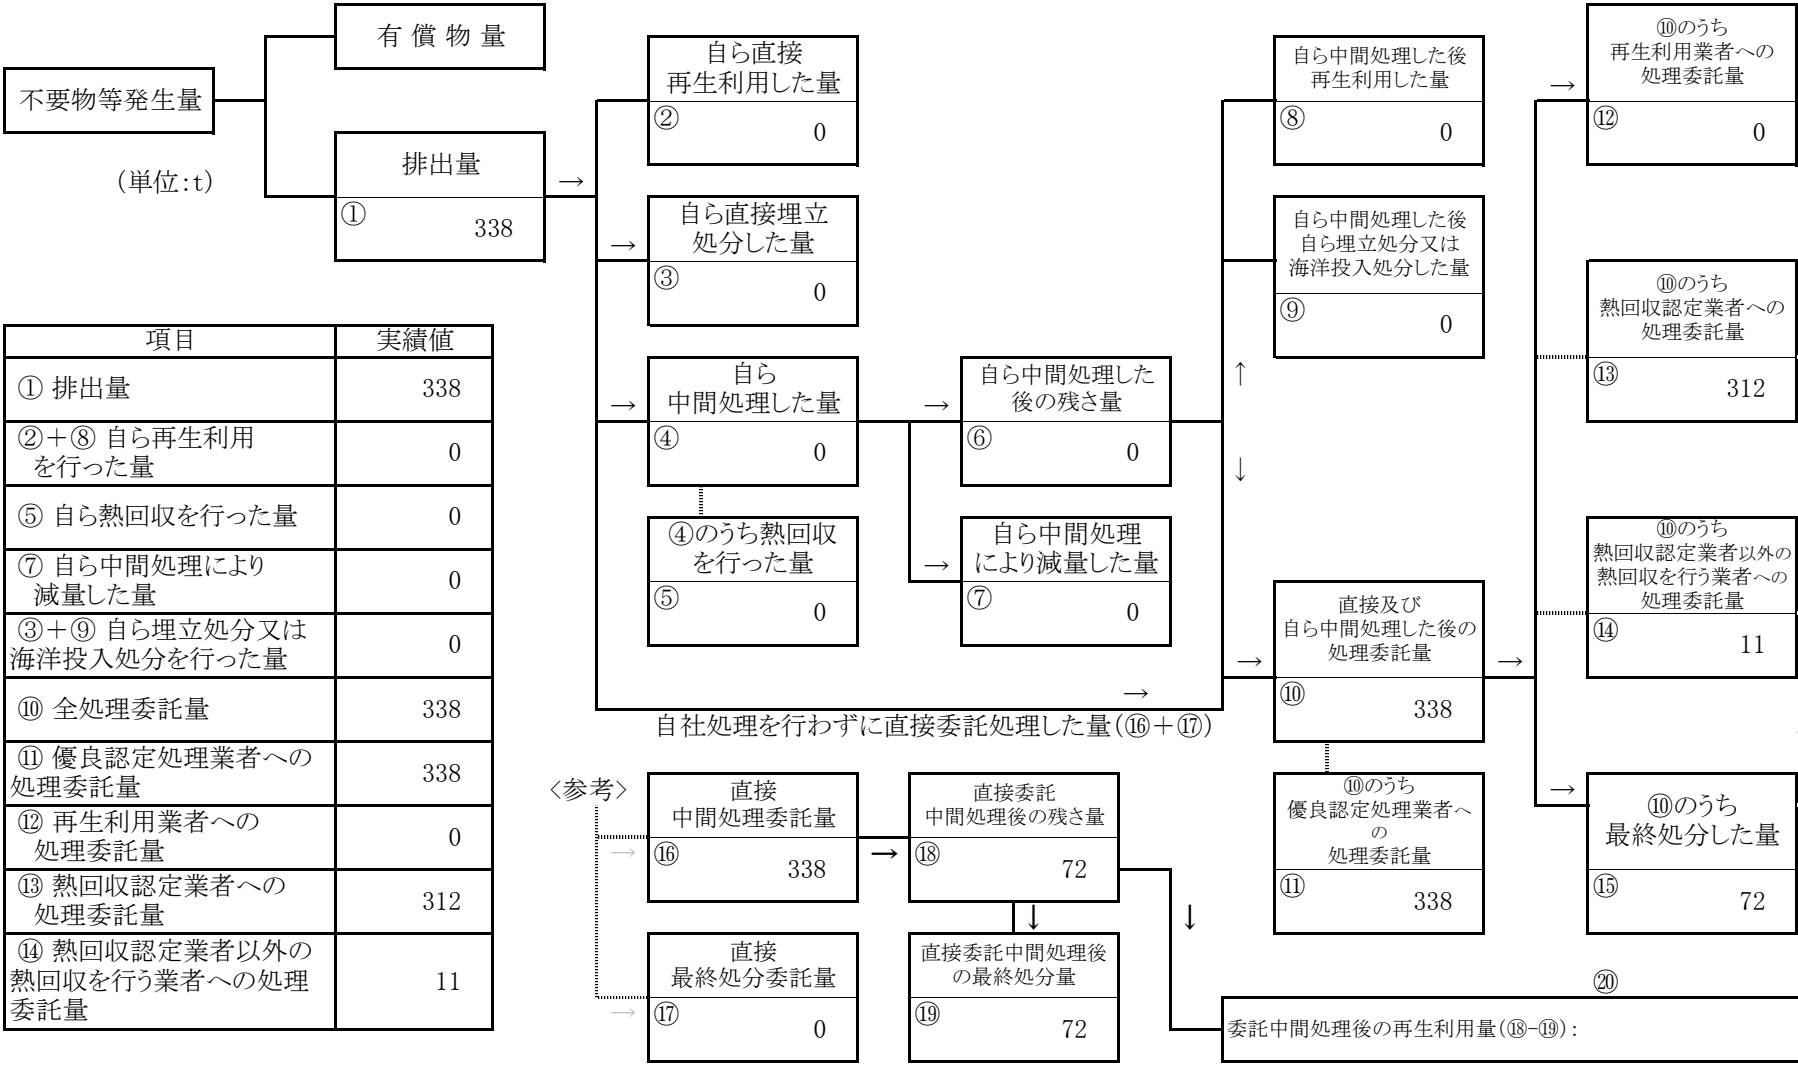 不要物等発生量
有 償 物 量
（単位:t）
排出量
①
338
→
自ら直接
再生利用した量
②
0
→
自ら直接埋立
処分した量
③
0
→
自ら
中間処理した量
④
0
④のうち熱回収
を行った量
⑤
0
→
自ら中間処理した
後の残さ量
⑥
0
→
自ら中間処理
により減量した量
⑦
0
自ら中間処理した後
再生利用した量
⑧
0
自ら中間処理した後
自ら埋立処分又は
海洋投入処分した量
⑨
0
↑
↓
→
直接及び
自ら中間処理した後の
処理委託量
⑩
338
⑩のうち
優良認定処理業者へ
の
処理委託量
⑪
338
→
→
⑩のうち
再生利用業者への
処理委託量
⑫
0
⑩のうち
熱回収認定業者への
処理委託量
⑬
312
⑩のうち
熱回収認定業者以外の
熱回収を行う業者への
処理委託量
⑭
11
→
⑩のうち
最終処分した量
⑮
72
→
自社処理を行わずに直接委託処理した量（⑯＋⑰）
〈参考〉
→
直接
中間処理委託量
⑯
338
→
直接
最終処分委託量
⑰
0
→
直接委託
中間処理後の残さ量
⑱
72
↓
直接委託中間処理後
の最終処分量
⑲
72
↓
⑳
委託中間処理後の再生利用量（⑱-⑲）:
項目 実績値
① 排出量 338
②＋⑧ 自ら再生利用
を行った量 0
⑤ 自ら熱回収を行った量 0
⑦ 自ら中間処理により
減量した量 0
③＋⑨ 自ら埋立処分又は
海洋投入処分を行った量 0
⑩ 全処理委託量 338
⑪ 優良認定処理業者への
処理委託量 338
⑫ 再生利用業者への
処理委託量 0
⑬ 熱回収認定業者への
処理委託量 312
⑭ 熱回収認定業者以外の
熱回収を行う業者への処理
委託量 11